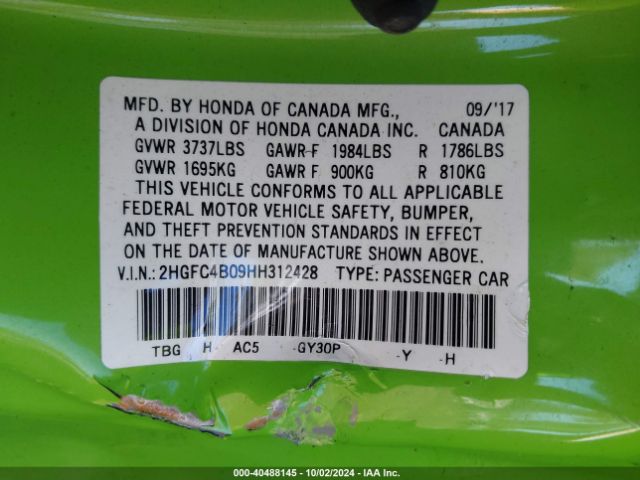 MFD. BY HONDA OF CANADA MFG., 09/'17
A DIVISION OF HONDA CANADA INC. CANADA
GVWR 3737LBS GAWR F 1984LBS R 1786LBS
GVWR 1695KG GAWR F 900KG R 810KG
THIS VEHICLE CONFORMS TO ALL APPLICABLE
FEDERAL MOTOR VEHICLE SAFETY, BUMPER,
AND THEFT PREVENTION STANDARDS IN EFFECT
ON THE DATE OF MANUFACTURE SHOWN ABOVE.
V.I.N.: 2HGFC4B09HH312428 TYPE: PASSENGER CAR
TBG H- AC5 -GY30P -Y -H
000-40488145 - 10/02/2024 - IAA Inc.